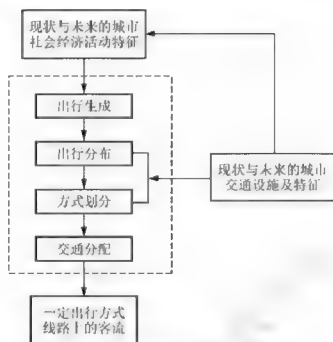 现状与未来的城市
社会经济活动特征
出行生成
出行分布
方式划分
交通分配
现状与未来的城市
交通设施及特征
一定出行方式
线路上的客流